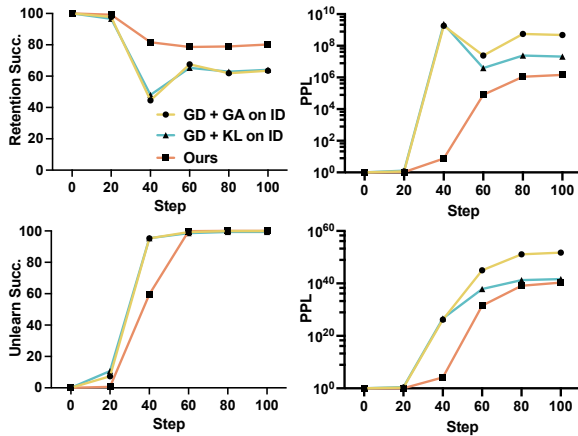 100
80
60
40
20
0
Retention Succ.
GD + GA on ID
GD + KL on ID
Ours
0 20 40 60 80 100
Step
10^10
10^8
10^6
10^4
10^2
10^0
PPL
0 20 40 60 80 100
Step
100
80
60
40
20
0
Unlearn Succ.
0 20 40 60 80 100
Step
10^60
10^40
10^20
10^0
PPL
0 20 40 60 80 100
Step